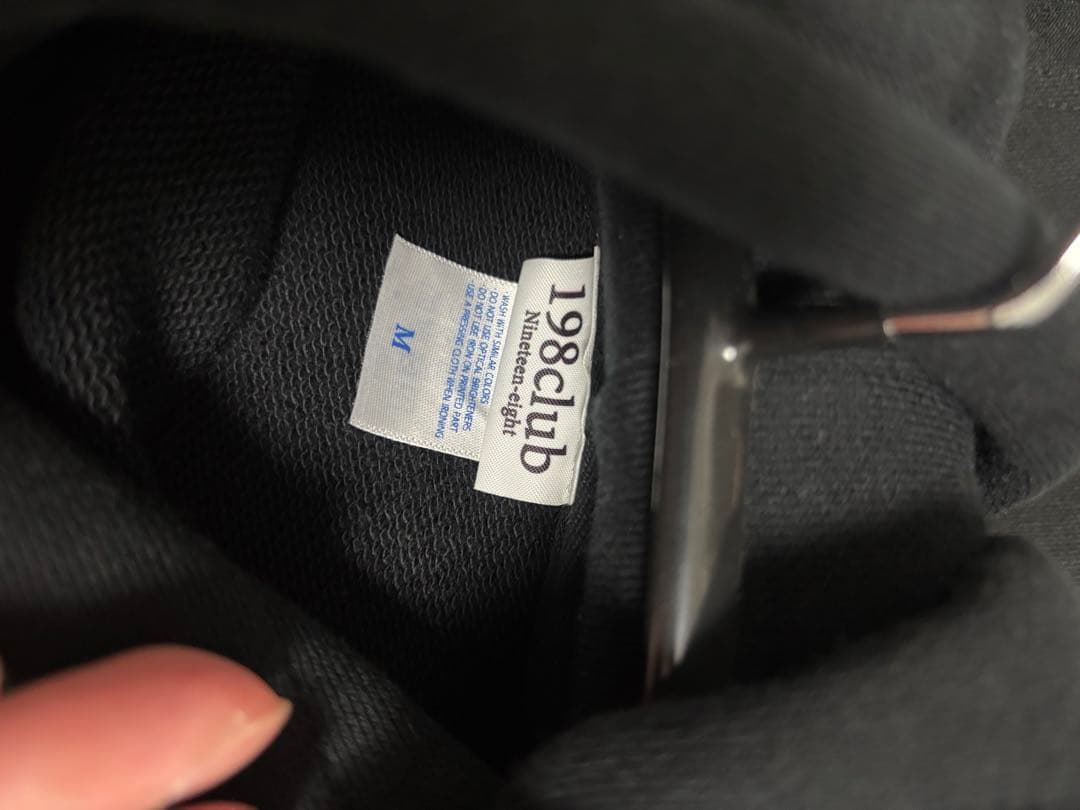 198club
Nineteen-eight
WASH WITH SIMILAR COLORS
DO NOT USE OPTICAL BRIGHTENERS
DO NOT USE IRON ON PRINTED PART
USE A PRESSING CLOTH WHEN IRONING
M